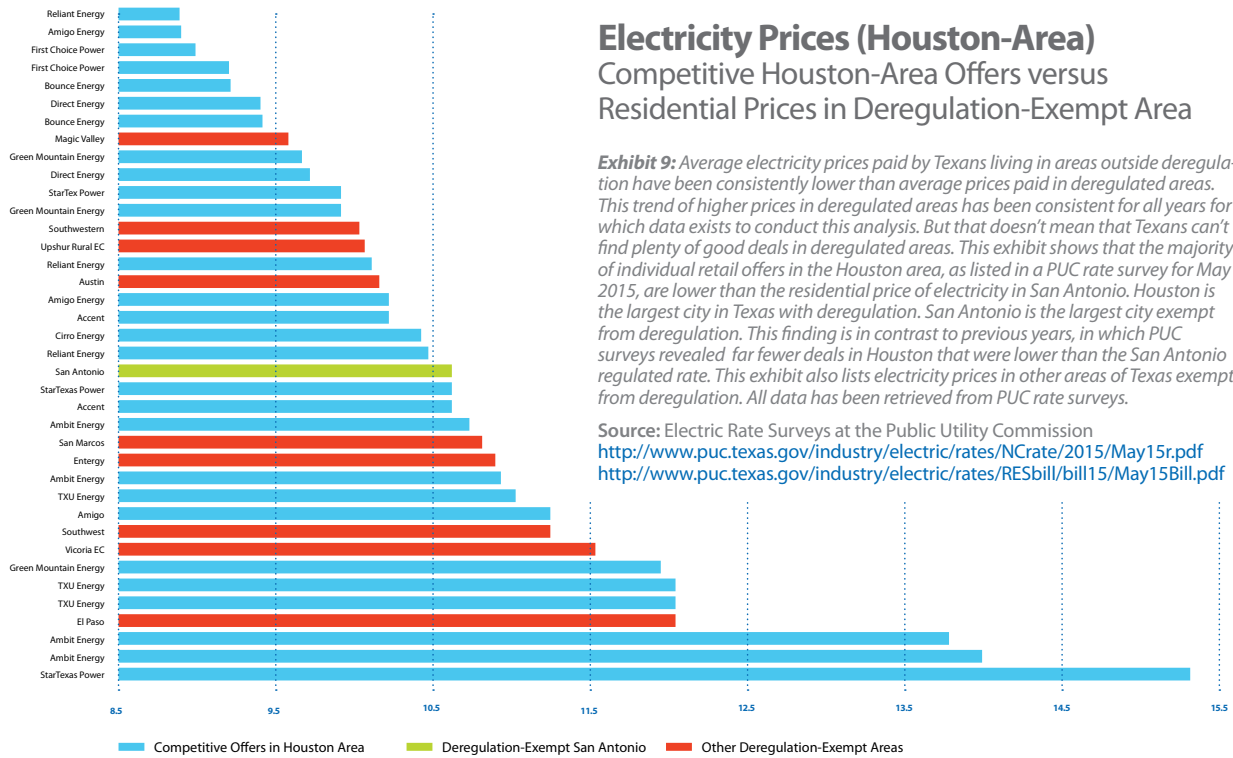 Electricity Prices (Houston-Area)
Competitive Houston-Area Offers versus
Residential Prices in Deregulation-Exempt Area
Exhibit 9: Average electricity prices paid by Texans living in areas outside deregula-
tion have been consistently lower than average prices paid in deregulated areas.
This trend of higher prices in deregulated areas has been consistent for all years for
which data exists to conduct this analysis. But that doesn't mean that Texans can't
find plenty of good deals in deregulated areas. This exhibit shows that the majority
of individual retail offers in the Houston area, as listed in a PUC rate survey for May
2015, are lower than the residential price of electricity in San Antonio. Houston is
the largest city in Texas with deregulation. San Antonio is the largest city exempt
from deregulation. This finding is in contrast to previous years, in which PUC
surveys revealed far fewer deals in Houston that were lower than the San Antonio
regulated rate. This exhibit also lists electricity prices in other areas of Texas exempt
from deregulation. All data has been retrieved from PUC rate surveys.
Source: Electric Rate Surveys at the Public Utility Commission
http://www.puc.texas.gov/industry/electric/rates/NCrate/2015/May15r.pdf
http://www.puc.texas.gov/industry/electric/rates/RESbill/bill15/May15Bill.pdf
Reliant Energy
Amigo Energy
First Choice Power
First Choice Power
Bounce Energy
Direct Energy
Bounce Energy
Magic Valley
Green Mountain Energy
Direct Energy
StarTex Power
Green Mountain Energy
Southwestern
Upshur Rural EC
Reliant Energy
Austin
Amigo Energy
Accent
Cirro Energy
Reliant Energy
San Antonio
StarTexas Power
Accent
Ambit Energy
San Marcos
Entergy
Ambit Energy
TXU Energy
Amigo
Southwest
Vicoria EC
Green Mountain Energy
TXU Energy
TXU Energy
El Paso
Ambit Energy
Ambit Energy
StarTexas Power
8.5 9.5 10.5 11.5 12.5 13.5 14.5 15.5
Competitive Offers in Houston Area Deregulation-Exempt San Antonio Other Deregulation-Exempt Areas